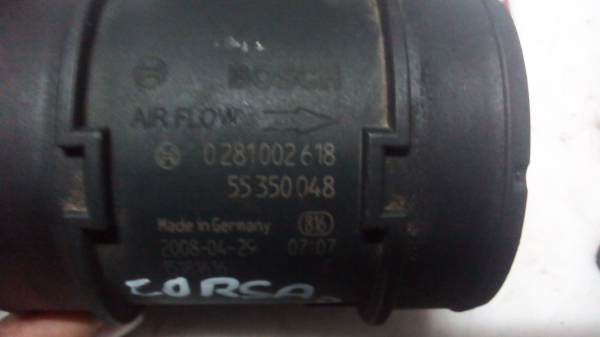 BOSCH
AIR FLOW
0 281 002 618
55 350 048
Made in Germany 816
2008-04-29 07:07
CORSA